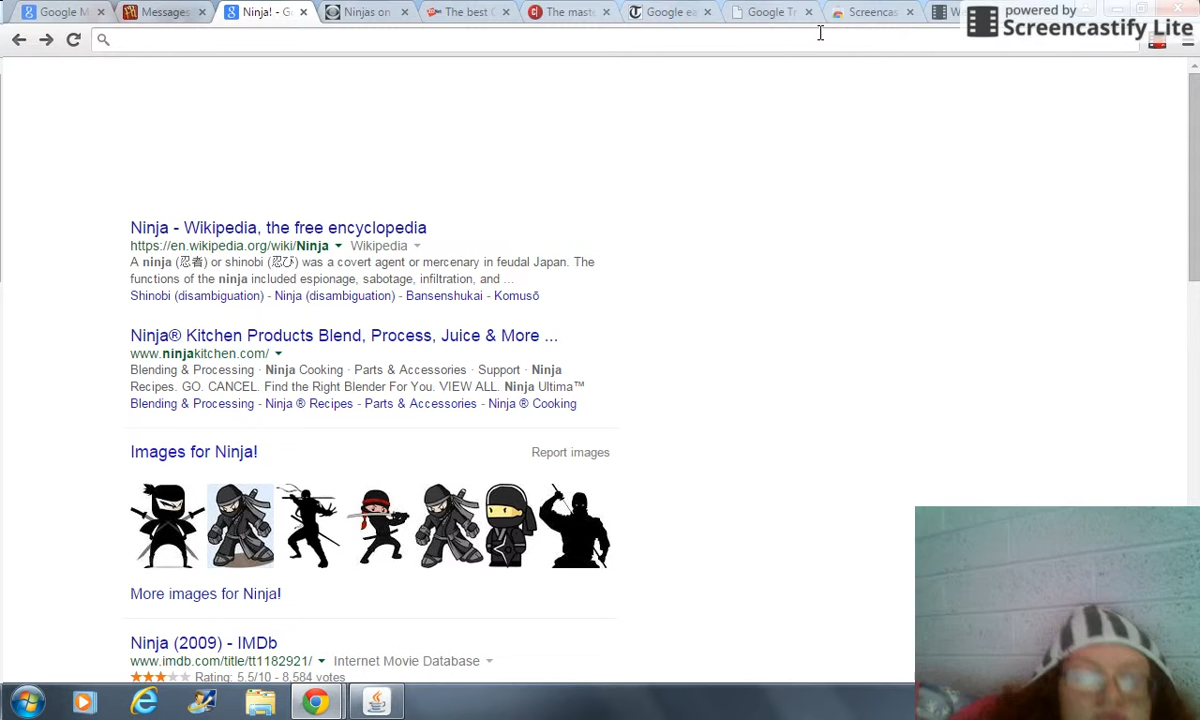 Google M
Messages
Ninja! - G
Ninjas on
The best
The mast
Google ea
Google Tr
Screencas
powered by
Screencastify Lite
Ninja - Wikipedia, the free encyclopedia
https://en.wikipedia.org/wiki/Ninja Wikipedia
A ninja (忍者) or shinobi (忍び) was a covert agent or mercenary in feudal Japan. The
functions of the ninja included espionage, sabotage, infiltration, and ...
Shinobi (disambiguation) - Ninja (disambiguation) - Bansenshukai - Komusō
Ninja® Kitchen Products Blend, Process, Juice & More ...
www.ninjakitchen.com/
Blending & Processing · Ninja Cooking · Parts & Accessories · Support · Ninja
Recipes. GO. CANCEL. Find the Right Blender For You. VIEW ALL. Ninja Ultima™
Blending & Processing - Ninja ® Recipes - Parts & Accessories - Ninja ® Cooking
Images for Ninja!
Report images
More images for Ninja!
Ninja (2009) - IMDb
www.imdb.com/title/tt1182921/ Internet Movie Database
Rating: 5.5/10 - 8,584 votes